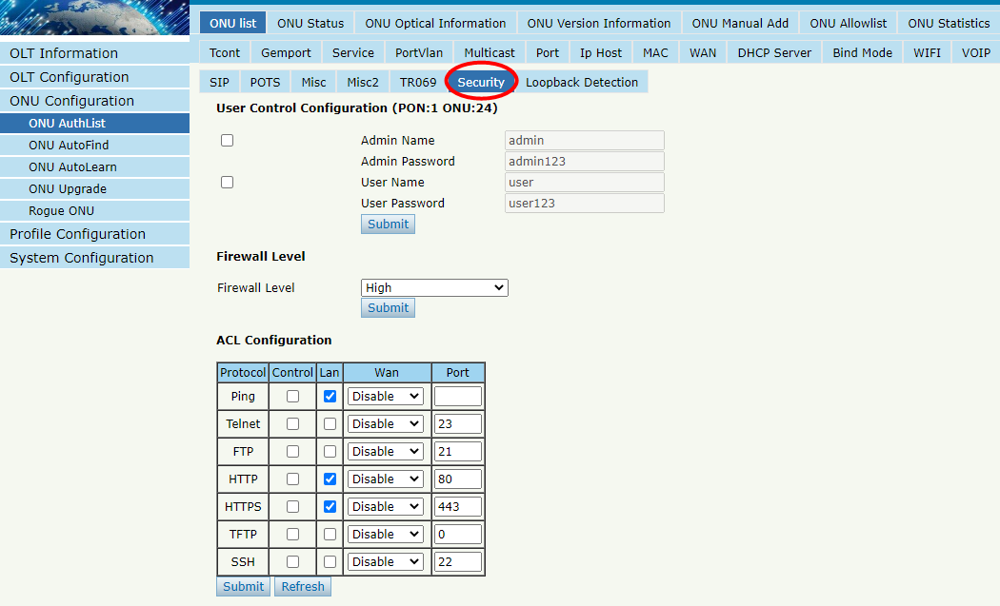 ONU list ONU Status ONU Optical Information ONU Version Information ONU Manual Add ONU Allowlist ONU Statistics
Tcont Gemport Service PortVlan Multicast Port Ip Host MAC WAN DHCP Server Bind Mode WIFI VOIP
SIP POTS Misc Misc2 TR069 Security Loopback Detection
OLT Information
OLT Configuration
ONU Configuration
ONU AuthList
ONU AutoFind
ONU AutoLearn
ONU Upgrade
Rogue ONU
Profile Configuration
System Configuration
User Control Configuration (PON:1 ONU:24)
Admin Name admin
Admin Password admin123
User Name user
User Password user123
Submit
Firewall Level
Firewall Level High
Submit
ACL Configuration
Protocol Control Lan Wan Port
Ping Disable
Telnet Disable 23
FTP Disable 21
HTTP Disable 80
HTTPS Disable 443
TFTP Disable 0
SSH Disable 22
Submit Refresh